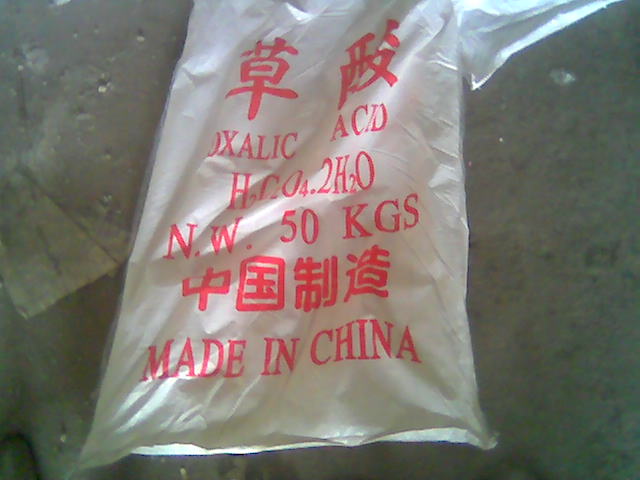 草酸
OXALIC ACID
H₂C₂O₄.2H₂O
N.W. 50 KGS
中国制造
MADE IN CHINA